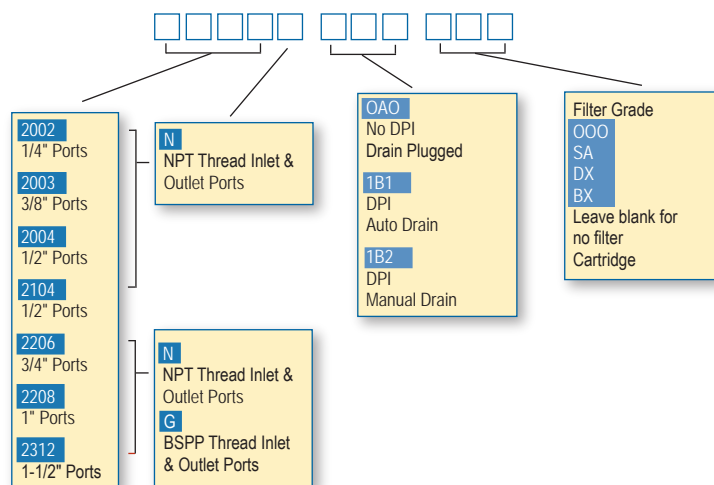 2002
1/4" Ports
2003
3/8" Ports
2004
1/2" Ports
2104
1/2" Ports
2206
3/4" Ports
2208
1" Ports
2312
1-1/2" Ports
N
NPT Thread Inlet &
Outlet Ports
N
NPT Thread Inlet &
Outlet Ports
G
BSPP Thread Inlet
& Outlet Ports
OAO
No DPI
Drain Plugged
1B1
DPI
Auto Drain
1B2
DPI
Manual Drain
Filter Grade
OOO
SA
DX
BX
Leave blank for
no filter
Cartridge